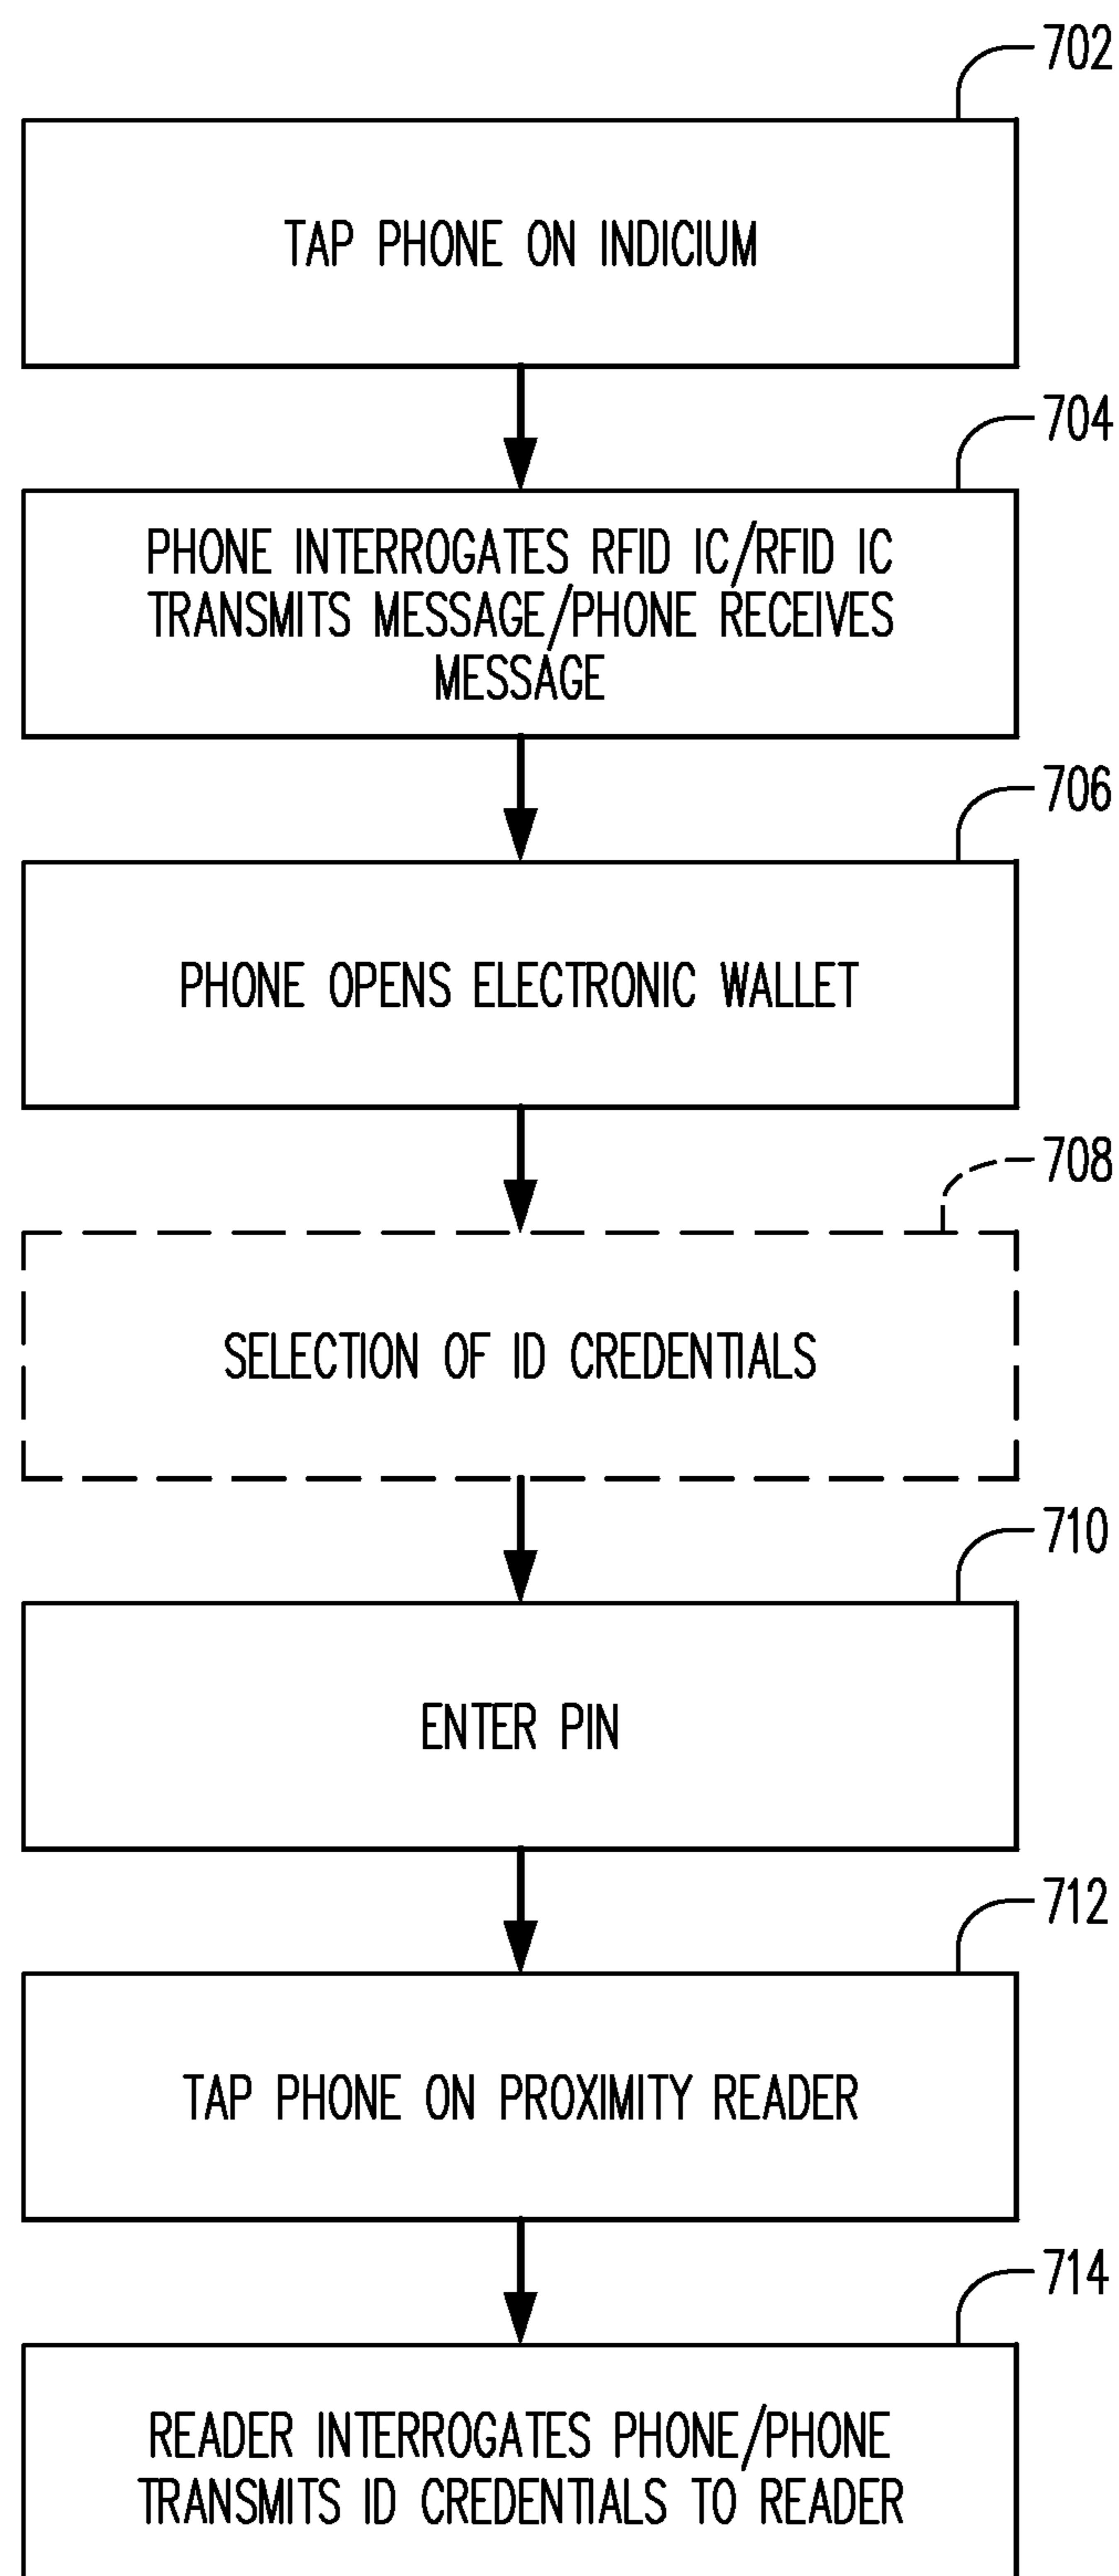 702
TAP PHONE ON INDICIUM
704
PHONE INTERROGATES RFID IC/RFID IC
TRANSMITS MESSAGE/PHONE RECEIVES
MESSAGE
706
PHONE OPENS ELECTRONIC WALLET
708
SELECTION OF ID CREDENTIALS
710
ENTER PIN
712
TAP PHONE ON PROXIMITY READER
714
READER INTERROGATES PHONE/PHONE
TRANSMITS ID CREDENTIALS TO READER